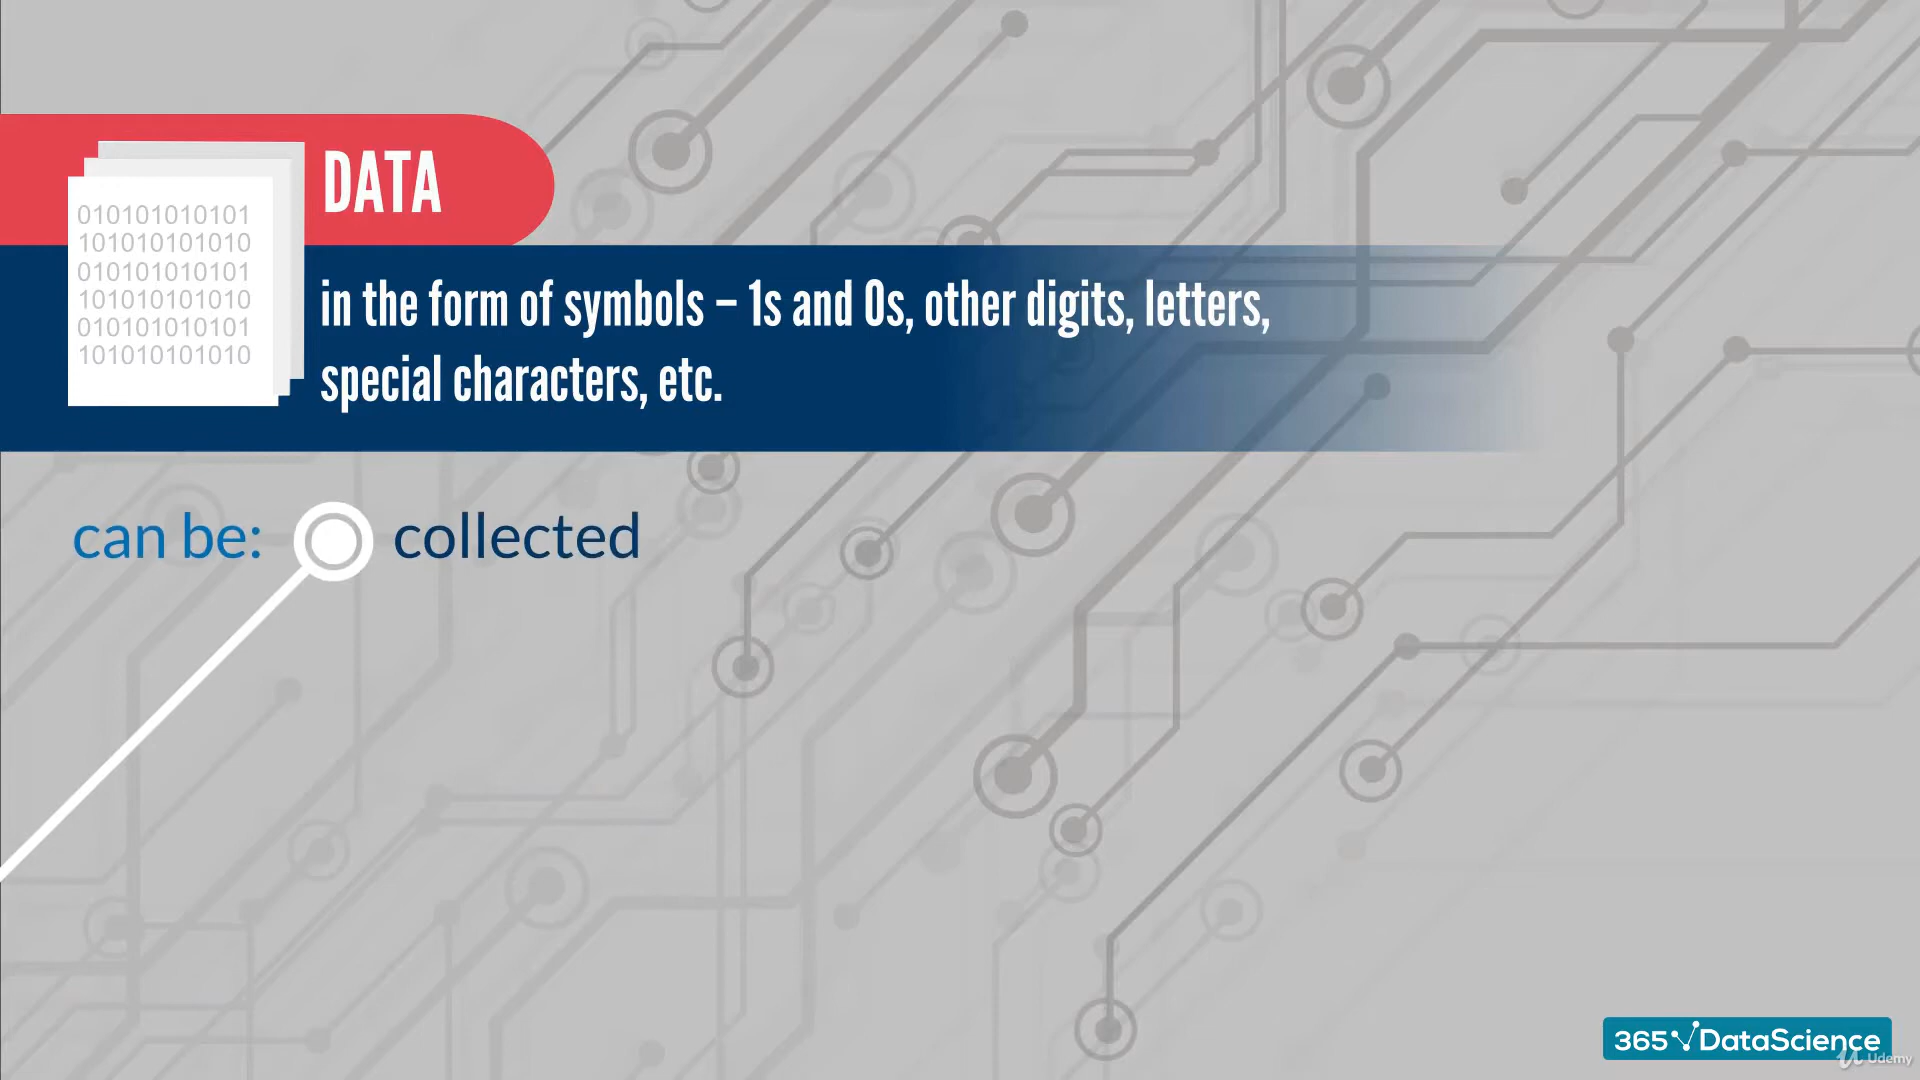 DATA
010101010101
101010101010
010101010101
101010101010
010101010101
101010101010
in the form of symbols – 1s and 0s, other digits, letters,
special characters, etc.
can be: collected
365 DataScience
Udemy